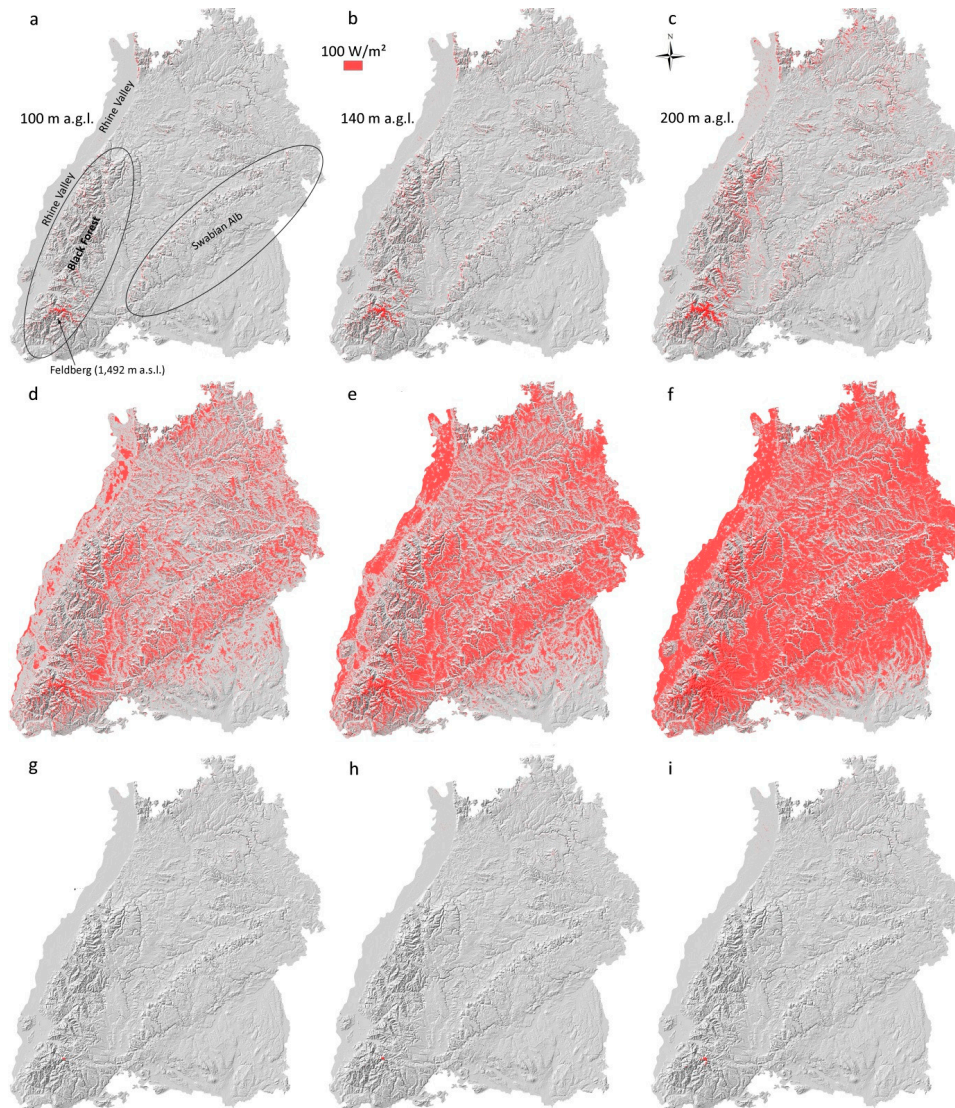 a
b
c
N
100 W/m²
100 m a.g.l.
140 m a.g.l.
200 m a.g.l.
Rhine Valley
Rhine Valley
Black Forest
Swabian Alb
Feldberg (1,492 m a.s.l.)
d
e
f
g
h
i